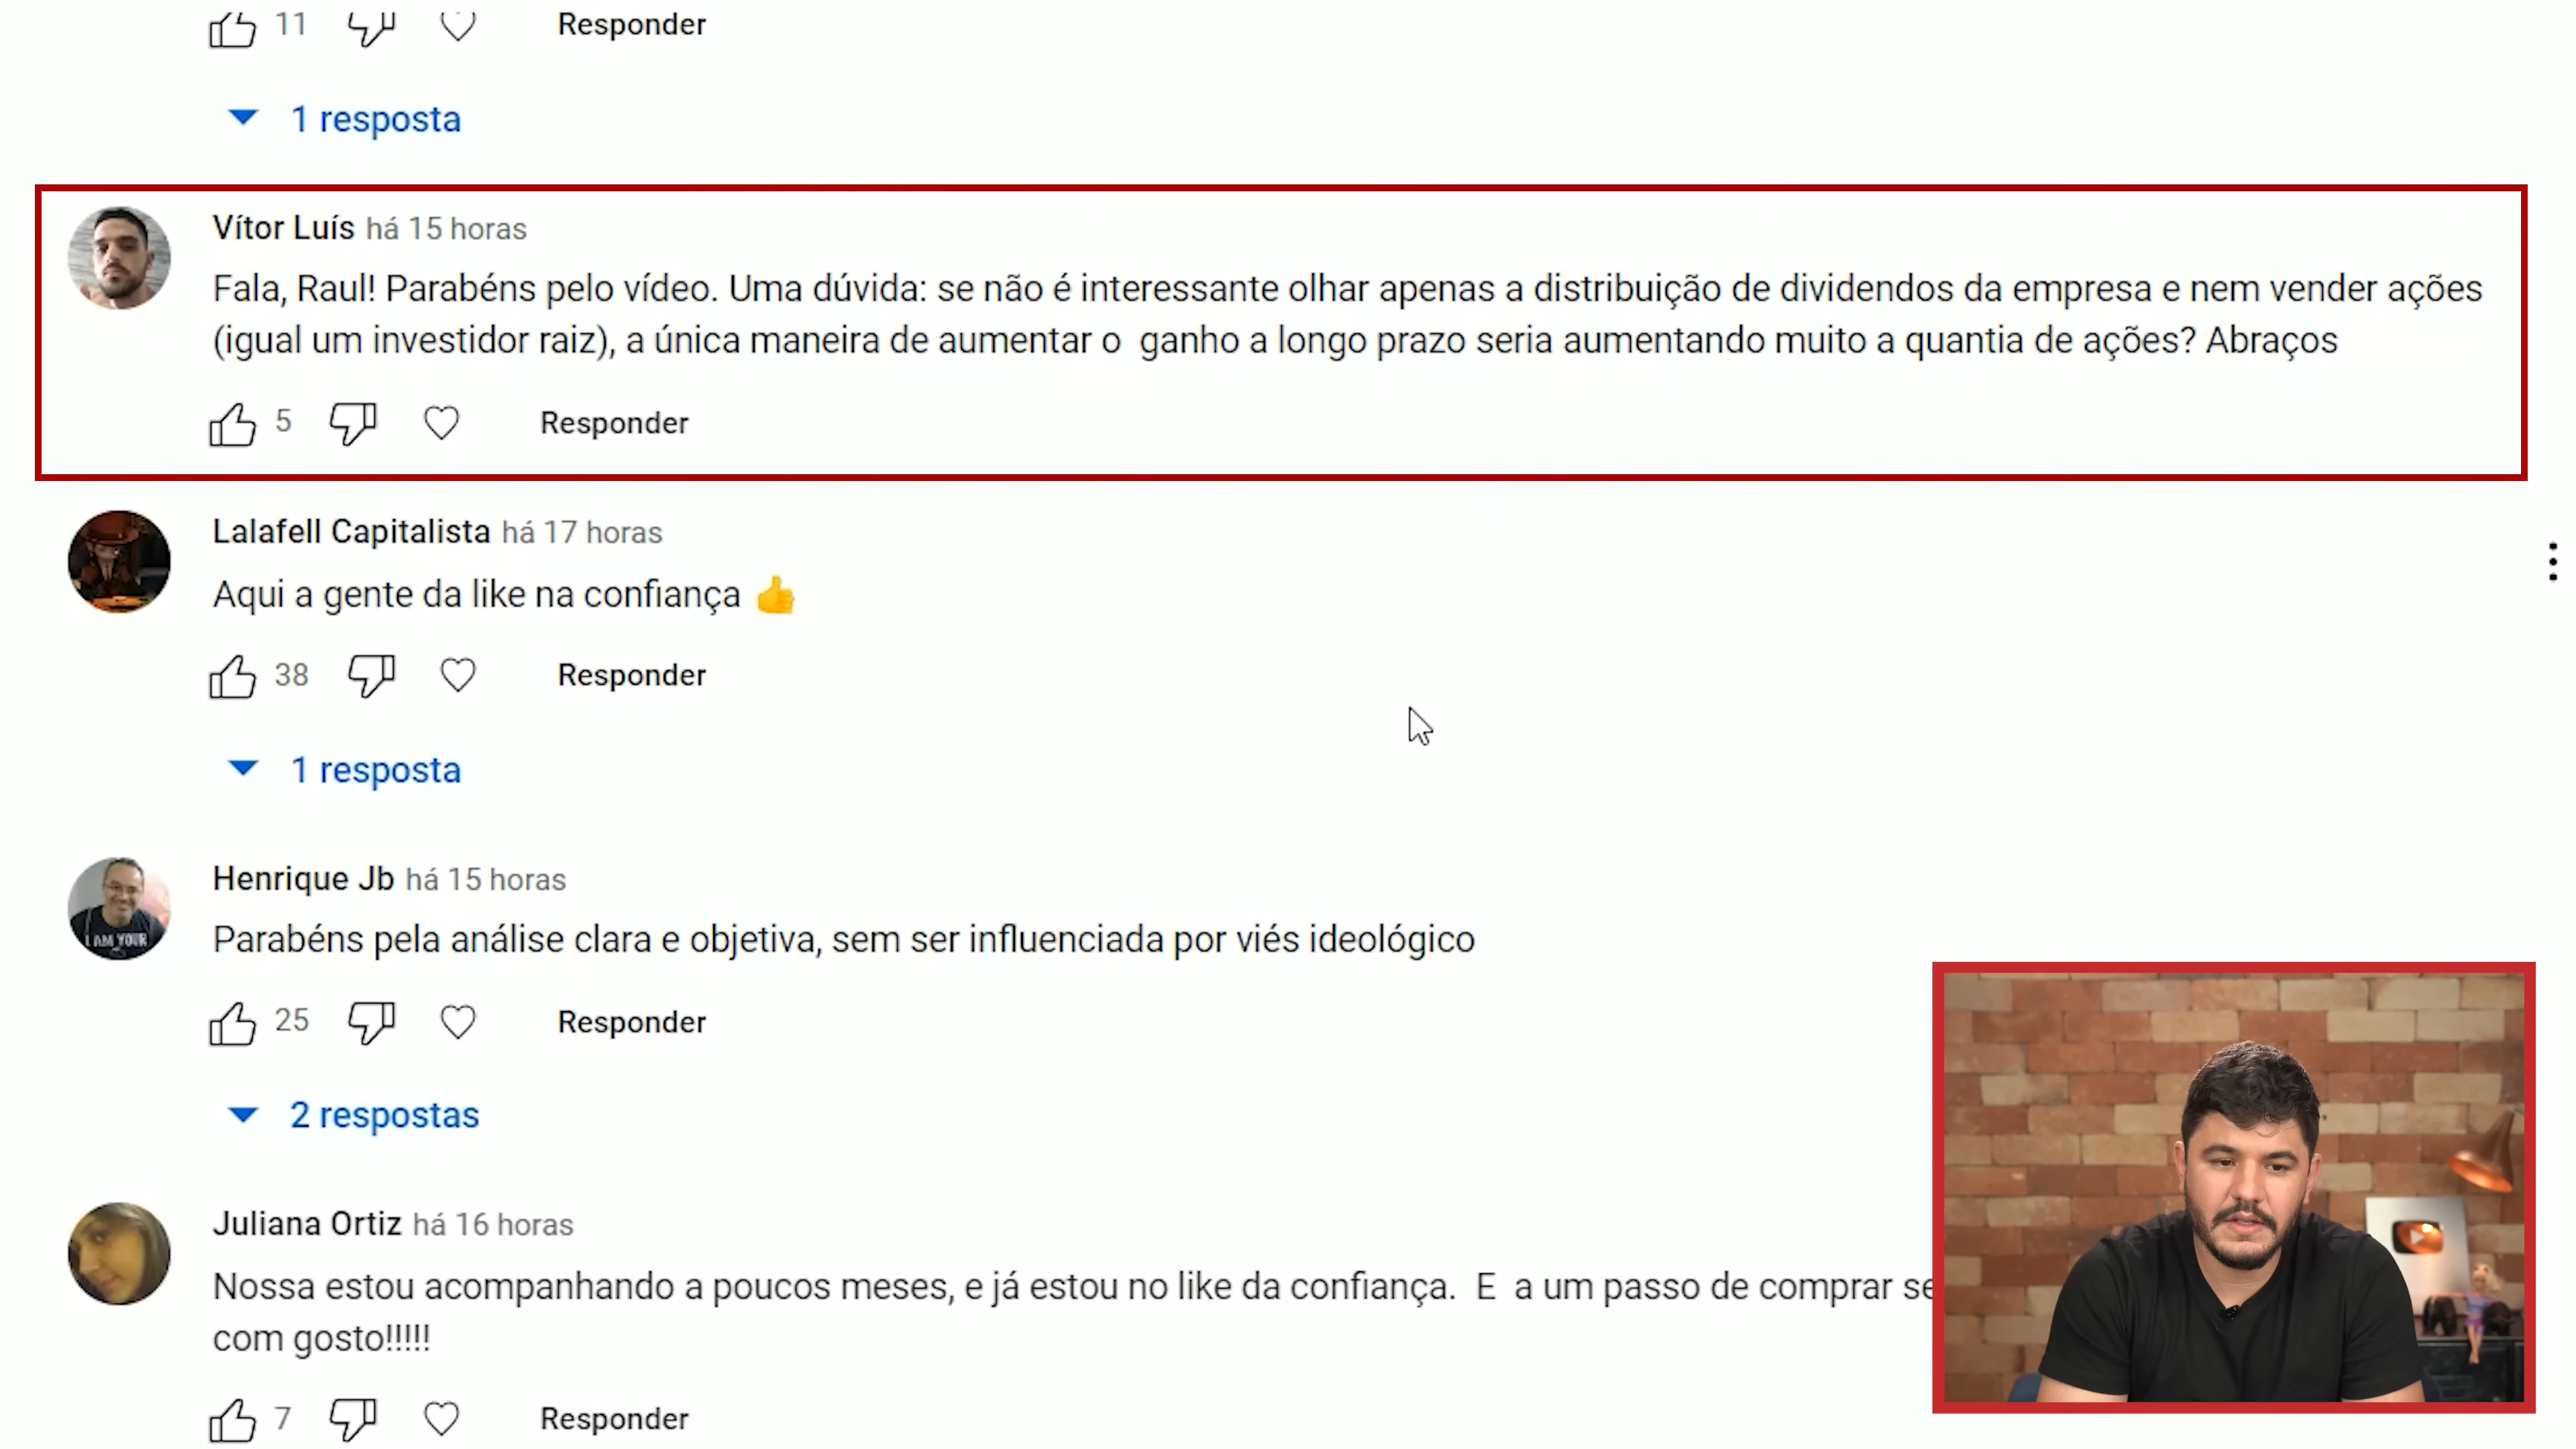 11 Responder
1 resposta
Vítor Luís há 15 horas
Fala, Raul! Parabéns pelo vídeo. Uma dúvida: se não é interessante olhar apenas a distribuição de dividendos da empresa e nem vender ações
(igual um investidor raiz), a única maneira de aumentar o  ganho a longo prazo seria aumentando muito a quantia de ações? Abraços
5 Responder
Lalafell Capitalista há 17 horas
Aqui a gente da like na confiança 👍
38 Responder
1 resposta
Henrique Jb há 15 horas
I AM YOUR
Parabéns pela análise clara e objetiva, sem ser influenciada por viés ideológico
25 Responder
2 respostas
Juliana Ortiz há 16 horas
Nossa estou acompanhando a poucos meses, e já estou no like da confiança.  E  a um passo de comprar se
com gosto!!!!!
7 Responder